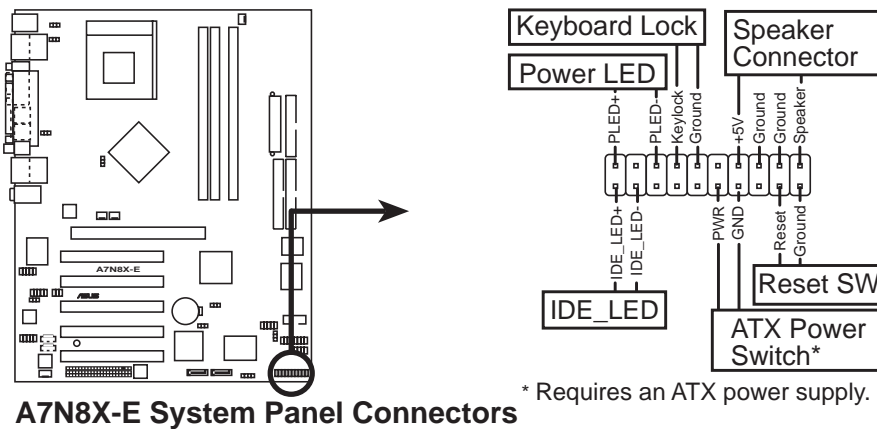 Keyboard Lock
Speaker
Connector
Power LED
PLED+
PLED-
Keylock
Ground
+5V
Ground
Ground
Speaker
IDE_LED+
IDE_LED-
PWR
GND
Reset
Ground
Reset SW
IDE_LED
ATX Power
Switch*
* Requires an ATX power supply.
A7N8X-E
ASUS
A7N8X-E System Panel Connectors